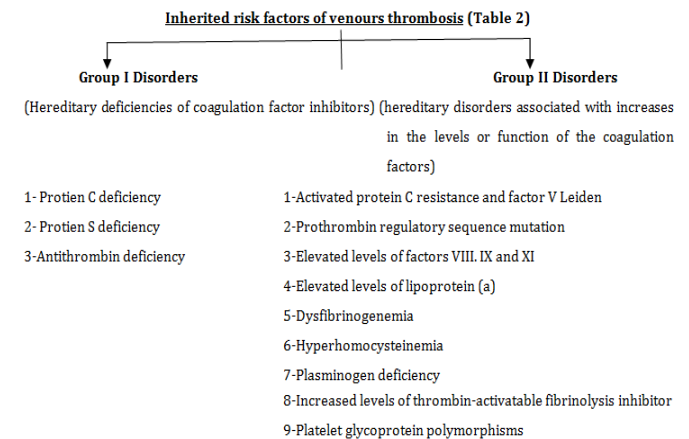 Inherited risk factors of venours thrombosis (Table 2)
Group I Disorders
Group II Disorders
(Hereditary deficiencies of coagulation factor inhibitors) (hereditary disorders associated with increases
in the levels or function of the coagulation
factors)
1- Protien C deficiency
2- Protien S deficiency
3-Antithrombin deficiency
1-Activated protein C resistance and factor V Leiden
2-Prothrombin regulatory sequence mutation
3-Elevated levels of factors VIII. IX and XI
4-Elevated levels of lipoprotein (a)
5-Dysfibrinogenemia
6-Hyperhomocysteinemia
7-Plasminogen deficiency
8-Increased levels of thrombin-activatable fibrinolysis inhibitor
9-Platelet glycoprotein polymorphisms